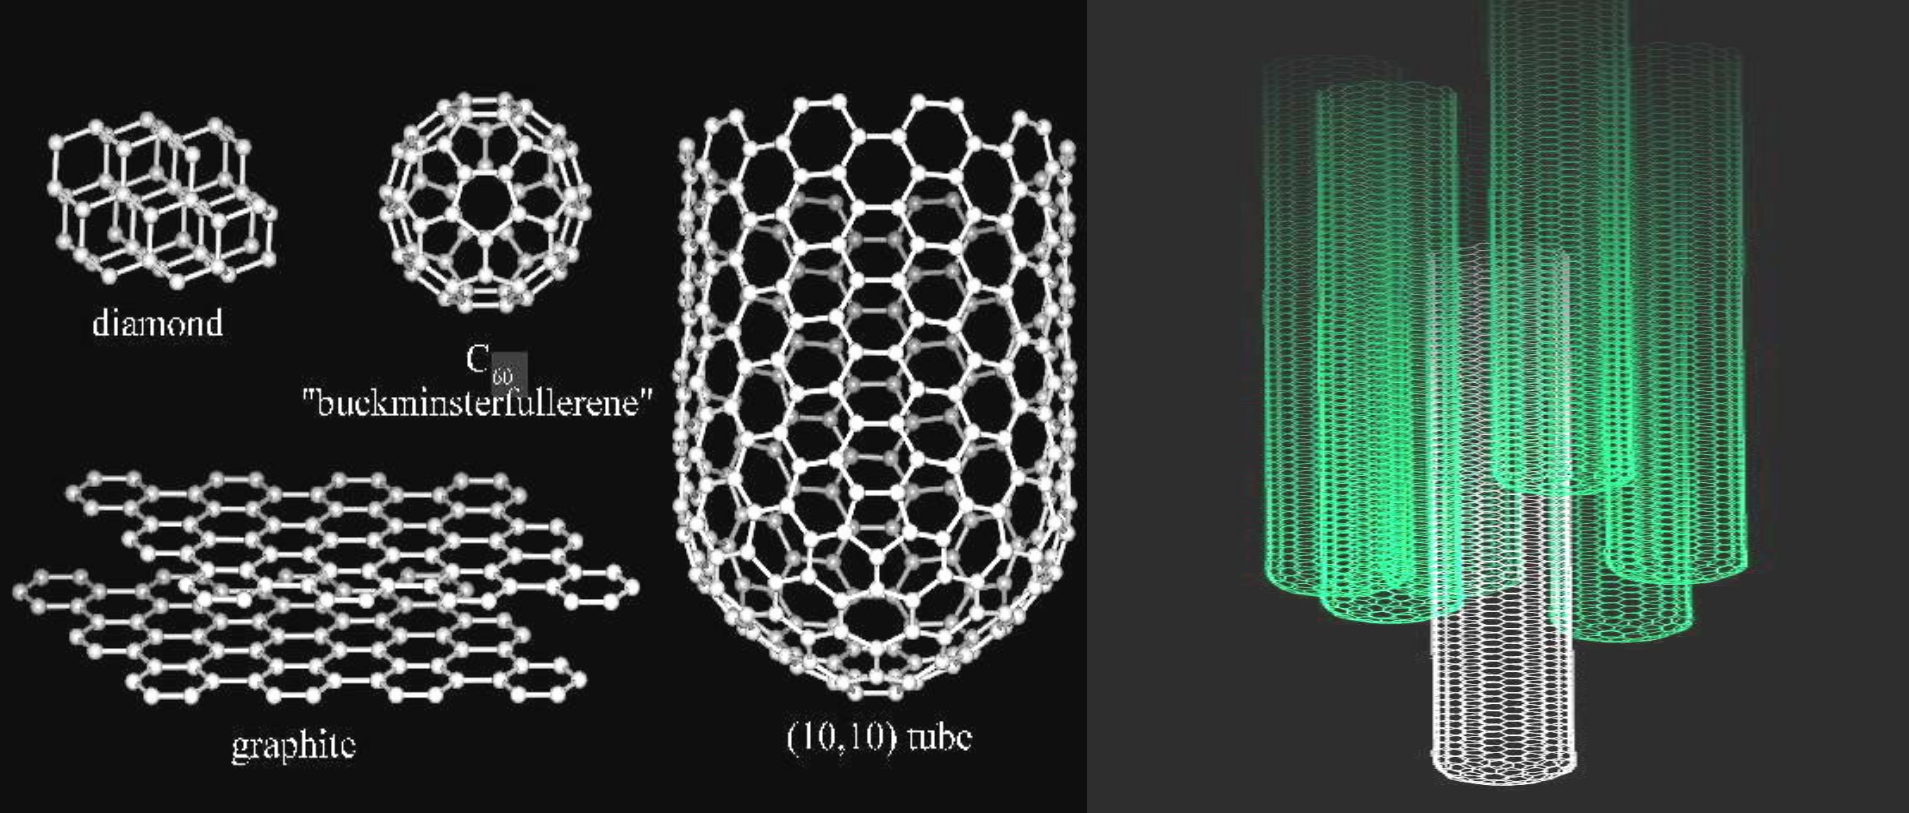 diamond
C60
"buckminsterfullerene"
graphite
(10,10) tube